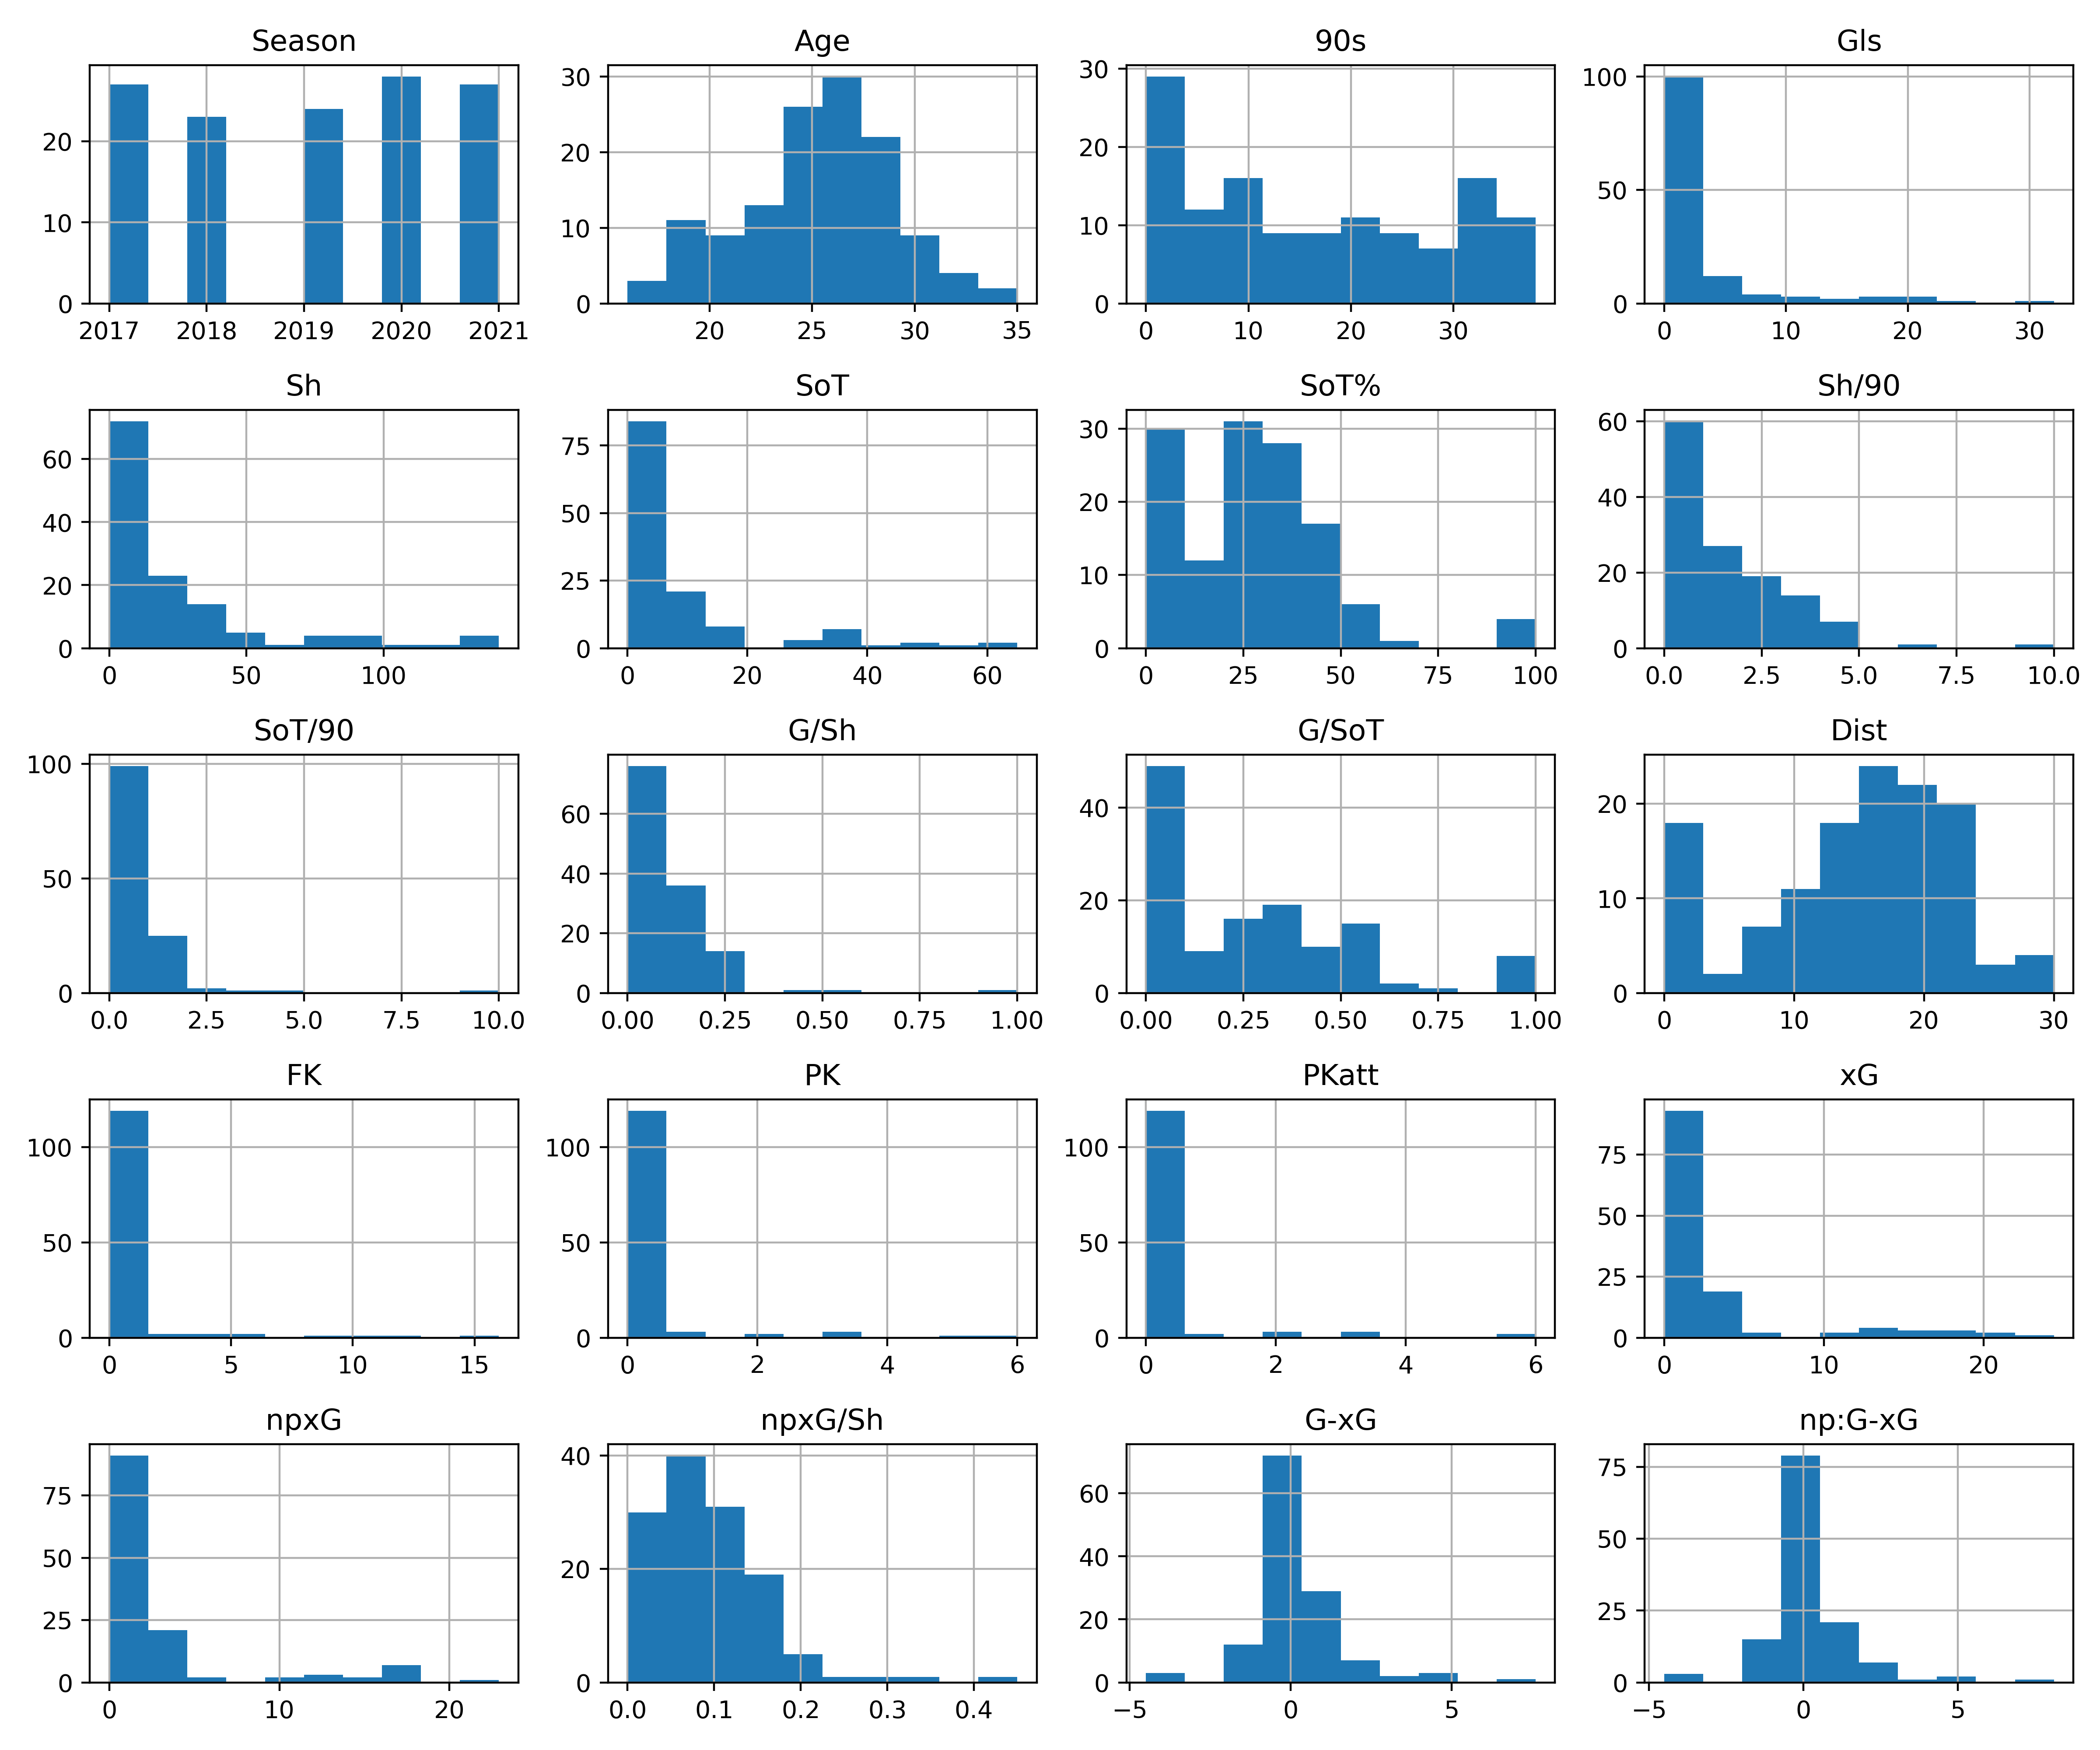 Season Age 90s Gls
30 30 100
20 20 20 50
10 10 10
0 0 0 0
2017 2018 2019 2020 2021 20 25 30 35 0 10 20 30 0 10 20 30
Sh SoT SoT% Sh/90
60 75 30 60
40 50 20 40
20 25 10 20
0 0 0 0
0 50 100 0 20 40 60 0 25 50 75 100 0.0 2.5 5.0 7.5 10.0
SoT/90 G/Sh G/SoT Dist
100 60 40 20
50 40 20 10
20
0 0 0 0
0.0 2.5 5.0 7.5 10.0 0.00 0.25 0.50 0.75 1.00 0.00 0.25 0.50 0.75 1.00 0 10 20 30
FK PK PKatt xG
100 100 100 75
50 50 50 50
25
0 0 0 0
0 5 10 15 0 2 4 6 0 2 4 6 0 10 20
npxG npxG/Sh G-xG np:G-xG
75 40 60 75
50 20 40 50
25 20 25
0 0 0 0
0 10 20 0.0 0.1 0.2 0.3 0.4 −5 0 5 −5 0 5